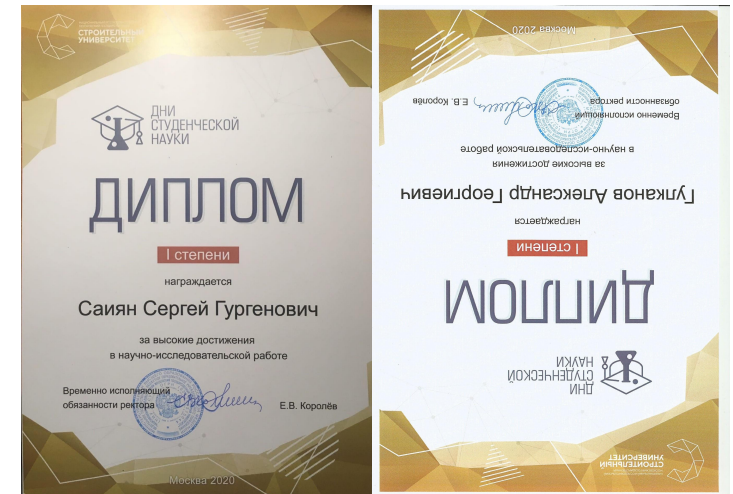 СТРОИТЕЛЬНЫЙ
УНИВЕРСИТЕТ
ДНИ
СТУДЕНЧЕСКОЙ
НАУКИ
ДИПЛОМ
I степени
награждается
Саиян Сергей Гургенович
за высокие достижения
в научно-исследовательской работе
Временно исполняющий
обязанности ректора
Е.В. Королёв
Москва 2020
СТРОИТЕЛЬНЫЙ
УНИВЕРСИТЕТ
ДНИ
СТУДЕНЧЕСКОЙ
НАУКИ
ДИПЛОМ
I степени
награждается
Гулканов Александр Георгиевич
за высокие достижения
в научно-исследовательской работе
Временно исполняющий
обязанности ректора
Е.В. Королёв
Москва 2020